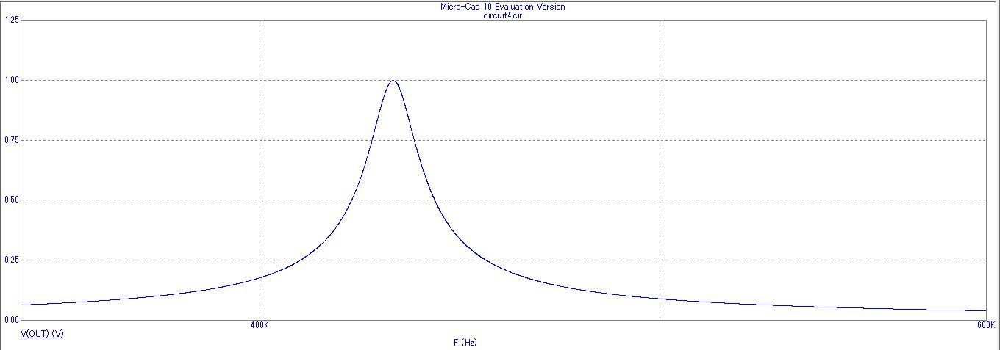 Micro-Cap 10 Evaluation Version
circuit4.cir
1.25
1.00
0.75
0.50
0.25
0.00
400K
600K
V(OUT) (V)
F (Hz)